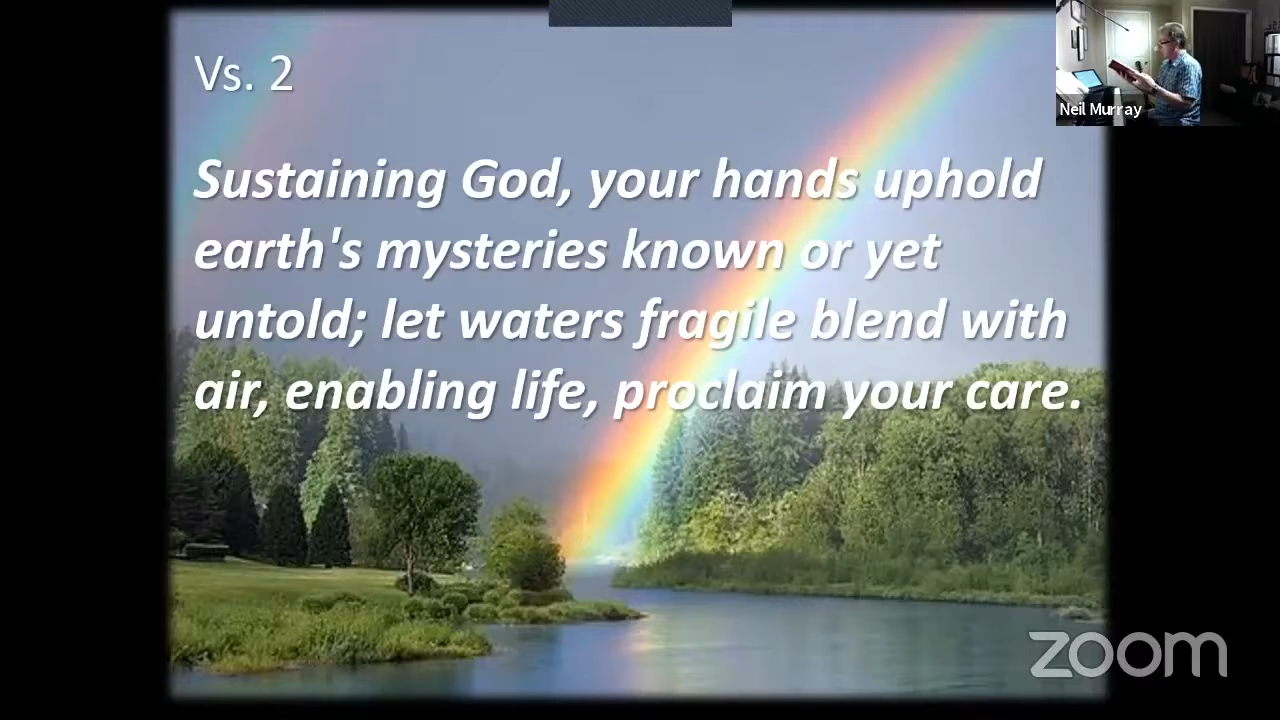 Vs. 2
Sustaining God, your hands uphold
earth's mysteries known or yet
untold; let waters fragile blend with
air, enabling life, proclaim your care.
Neil Murray
zoom